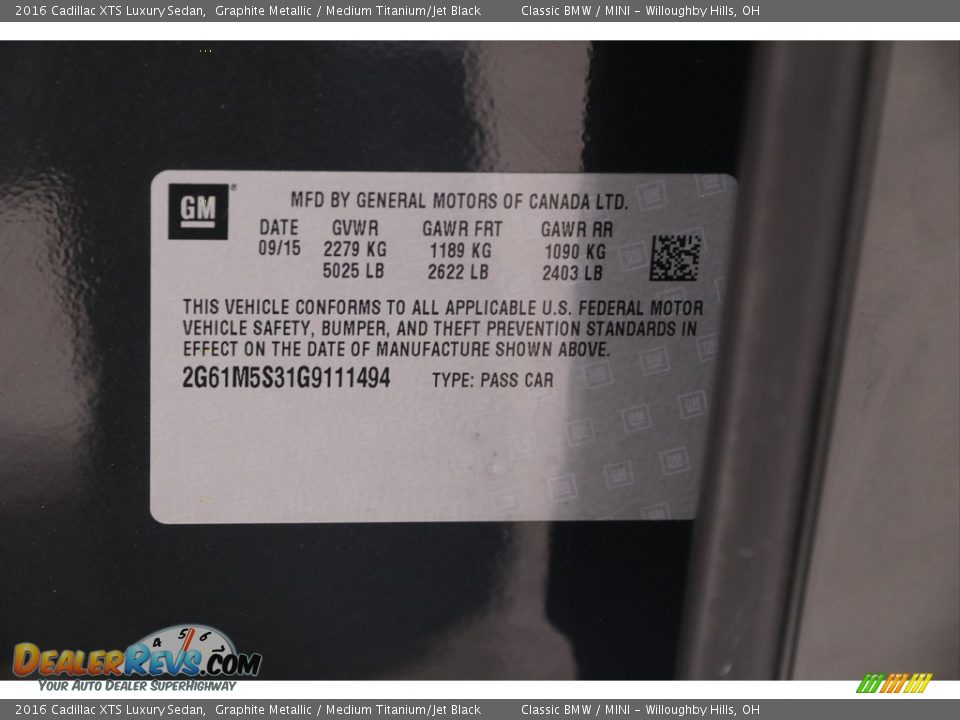 2016 Cadillac XTS Luxury Sedan, Graphite Metallic / Medium Titanium/Jet Black Classic BMW / MINI - Willoughby Hills, OH
GM
MFD BY GENERAL MOTORS OF CANADA LTD.
DATE GVWR GAWR FRT GAWR RR
09/15 2279 KG 1189 KG 1090 KG
5025 LB 2622 LB 2403 LB
THIS VEHICLE CONFORMS TO ALL APPLICABLE U.S. FEDERAL MOTOR
VEHICLE SAFETY, BUMPER, AND THEFT PREVENTION STANDARDS IN
EFFECT ON THE DATE OF MANUFACTURE SHOWN ABOVE.
2G61M5S31G9111494 TYPE: PASS CAR
4 5 6
DEALERREVS.COM
YOUR AUTO DEALER SUPERHIGHWAY
2016 Cadillac XTS Luxury Sedan, Graphite Metallic / Medium Titanium/Jet Black Classic BMW / MINI - Willoughby Hills, OH